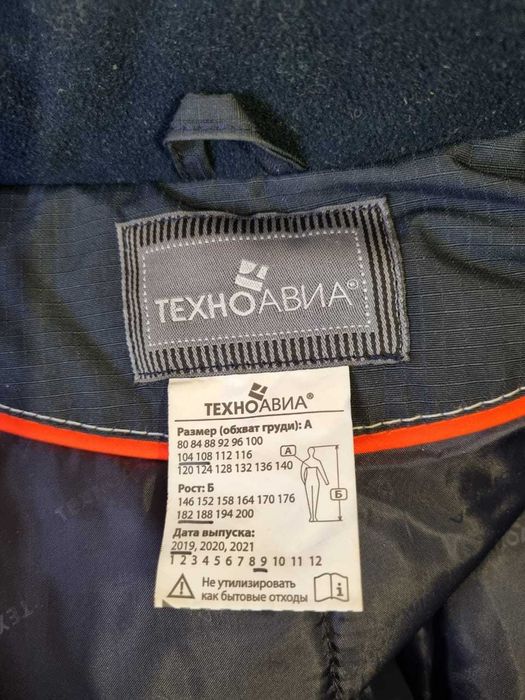 ТЕХНОАВИА®
ТЕХНОАВИА®
Размер (обхват груди): А
80 84 88 92 96 100
104 108 112 116
120 124 128 132 136 140
А
Б
Рост: Б
146 152 158 164 170 176
182 188 194 200
Дата выпуска:
2019, 2020, 2021
1 2 3 4 5 6 7 8 9 10 11 12
Не утилизировать
как бытовые отходы